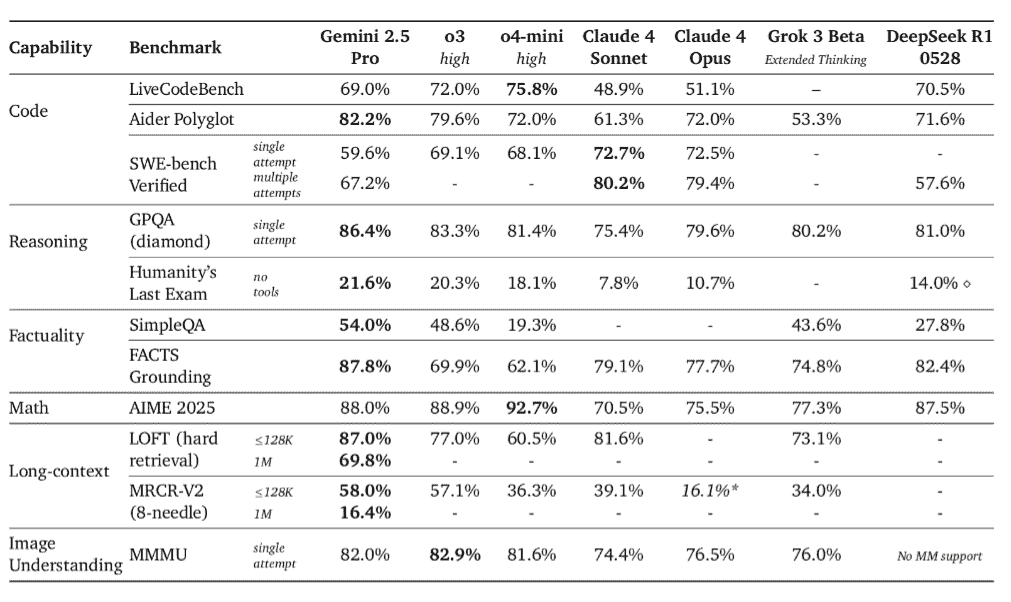 Capability Benchmark Gemini 2.5 Pro o3 high o4-mini high Claude 4 Sonnet Claude 4 Opus Grok 3 Beta Extended Thinking DeepSeek R1 0528
Code
LiveCodeBench 69.0% 72.0% 75.8% 48.9% 51.1% – 70.5%
Aider Polyglot 82.2% 79.6% 72.0% 61.3% 72.0% 53.3% 71.6%
SWE-bench Verified
single attempt 59.6% 69.1% 68.1% 72.7% 72.5% - -
multiple attempts 67.2% - - 80.2% 79.4% - 57.6%
Reasoning
GPQA (diamond) single attempt 86.4% 83.3% 81.4% 75.4% 79.6% 80.2% 81.0%
Humanity’s Last Exam no tools 21.6% 20.3% 18.1% 7.8% 10.7% - 14.0% ⋄
Factuality
SimpleQA 54.0% 48.6% 19.3% - - 43.6% 27.8%
FACTS Grounding 87.8% 69.9% 62.1% 79.1% 77.7% 74.8% 82.4%
Math AIME 2025 88.0% 88.9% 92.7% 70.5% 75.5% 77.3% 87.5%
Long-context
LOFT (hard retrieval)
≤128K 87.0% 77.0% 60.5% 81.6% - 73.1% -
1M 69.8% - - - - - -
MRCR-V2 (8-needle)
≤128K 58.0% 57.1% 36.3% 39.1% 16.1%* 34.0% -
1M 16.4% - - - - - -
Image Understanding MMMU single attempt 82.0% 82.9% 81.6% 74.4% 76.5% 76.0% No MM support